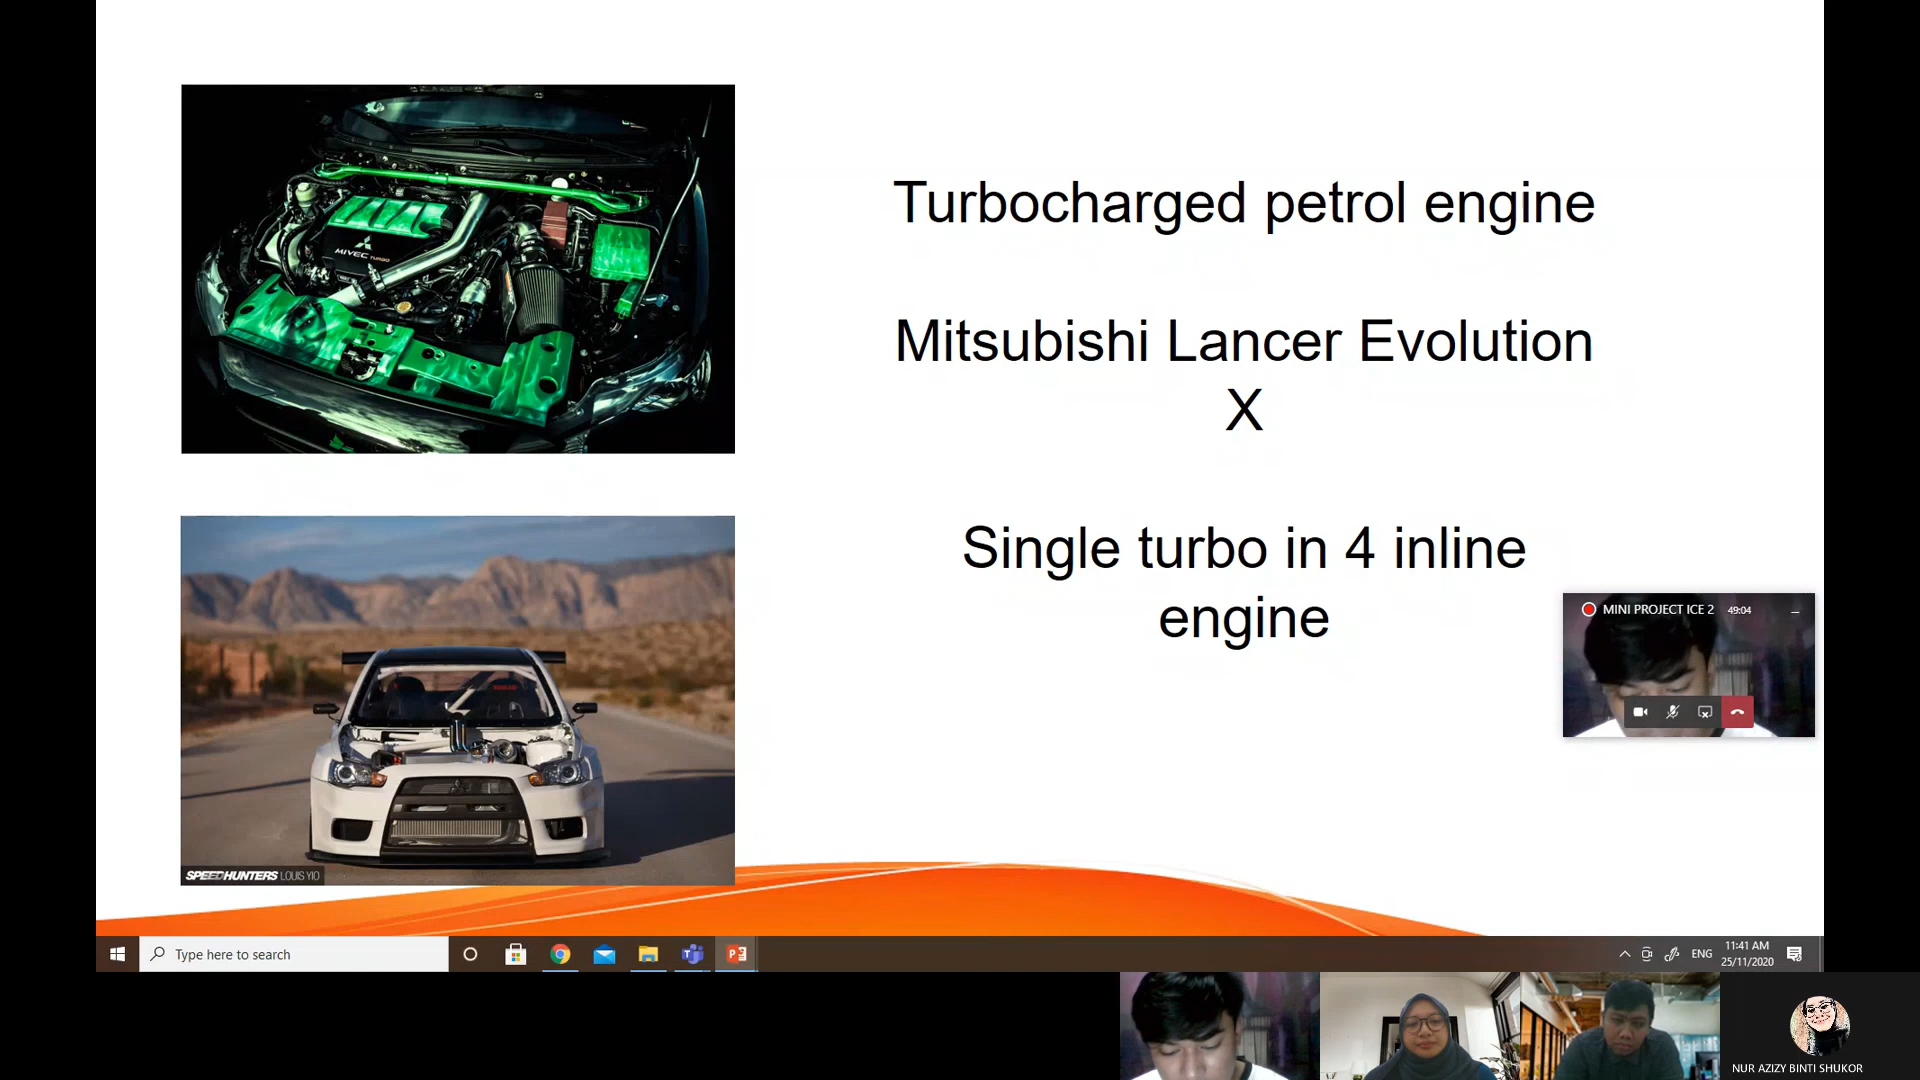 Turbocharged petrol engine
Mitsubishi Lancer Evolution
X
Single turbo in 4 inline
engine
MIVEC TURBO
SPEEDHUNTERS LOUIS YIO
MINI PROJECT ICE 2 49:04
Type here to search
ENG
11:41 AM
25/11/2020
NUR AZIZY BINTI SHUKOR